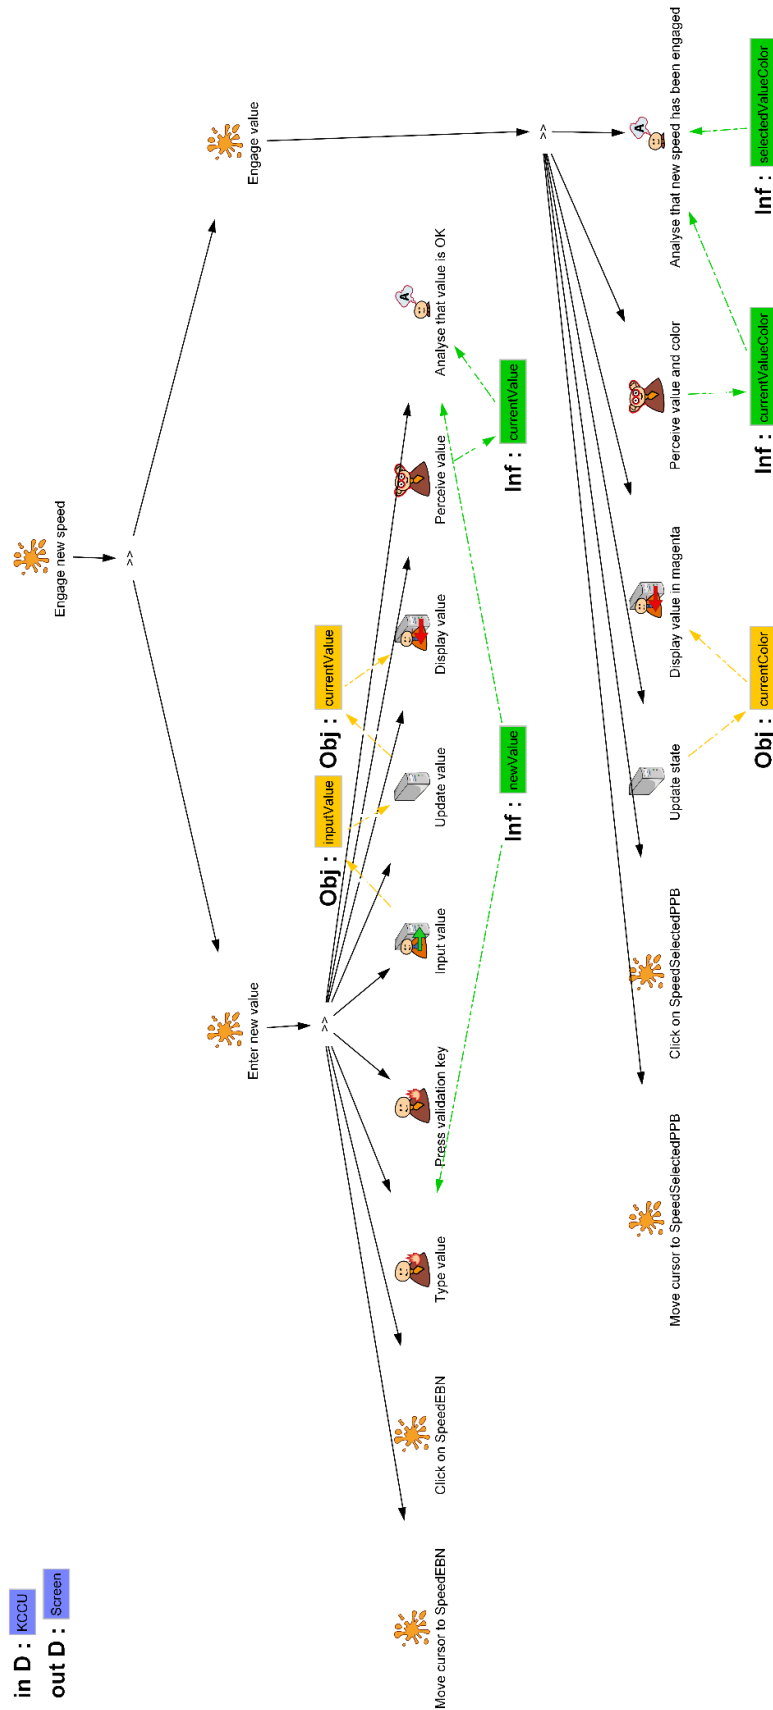 in D : KCCU
out D : Screen
Engage new speed
>>
Enter new value
Engage value
>>
Obj : inputValue
Obj : currentValue
Move cursor to SpeedEBN
Click on SpeedEBN
Type value
Press validation key
Input value
Update value
Display value
Perceive value
Analyse that value is OK
Inf : newValue
Inf : currentValue
>>
Move cursor to SpeedSelectedPPB
Click on SpeedSelectedPPB
Update state
Display value in magenta
Perceive value and color
Analyse that new speed has been engaged
Obj : currentColor
Inf : currentValueColor
Inf : selectedValueColor